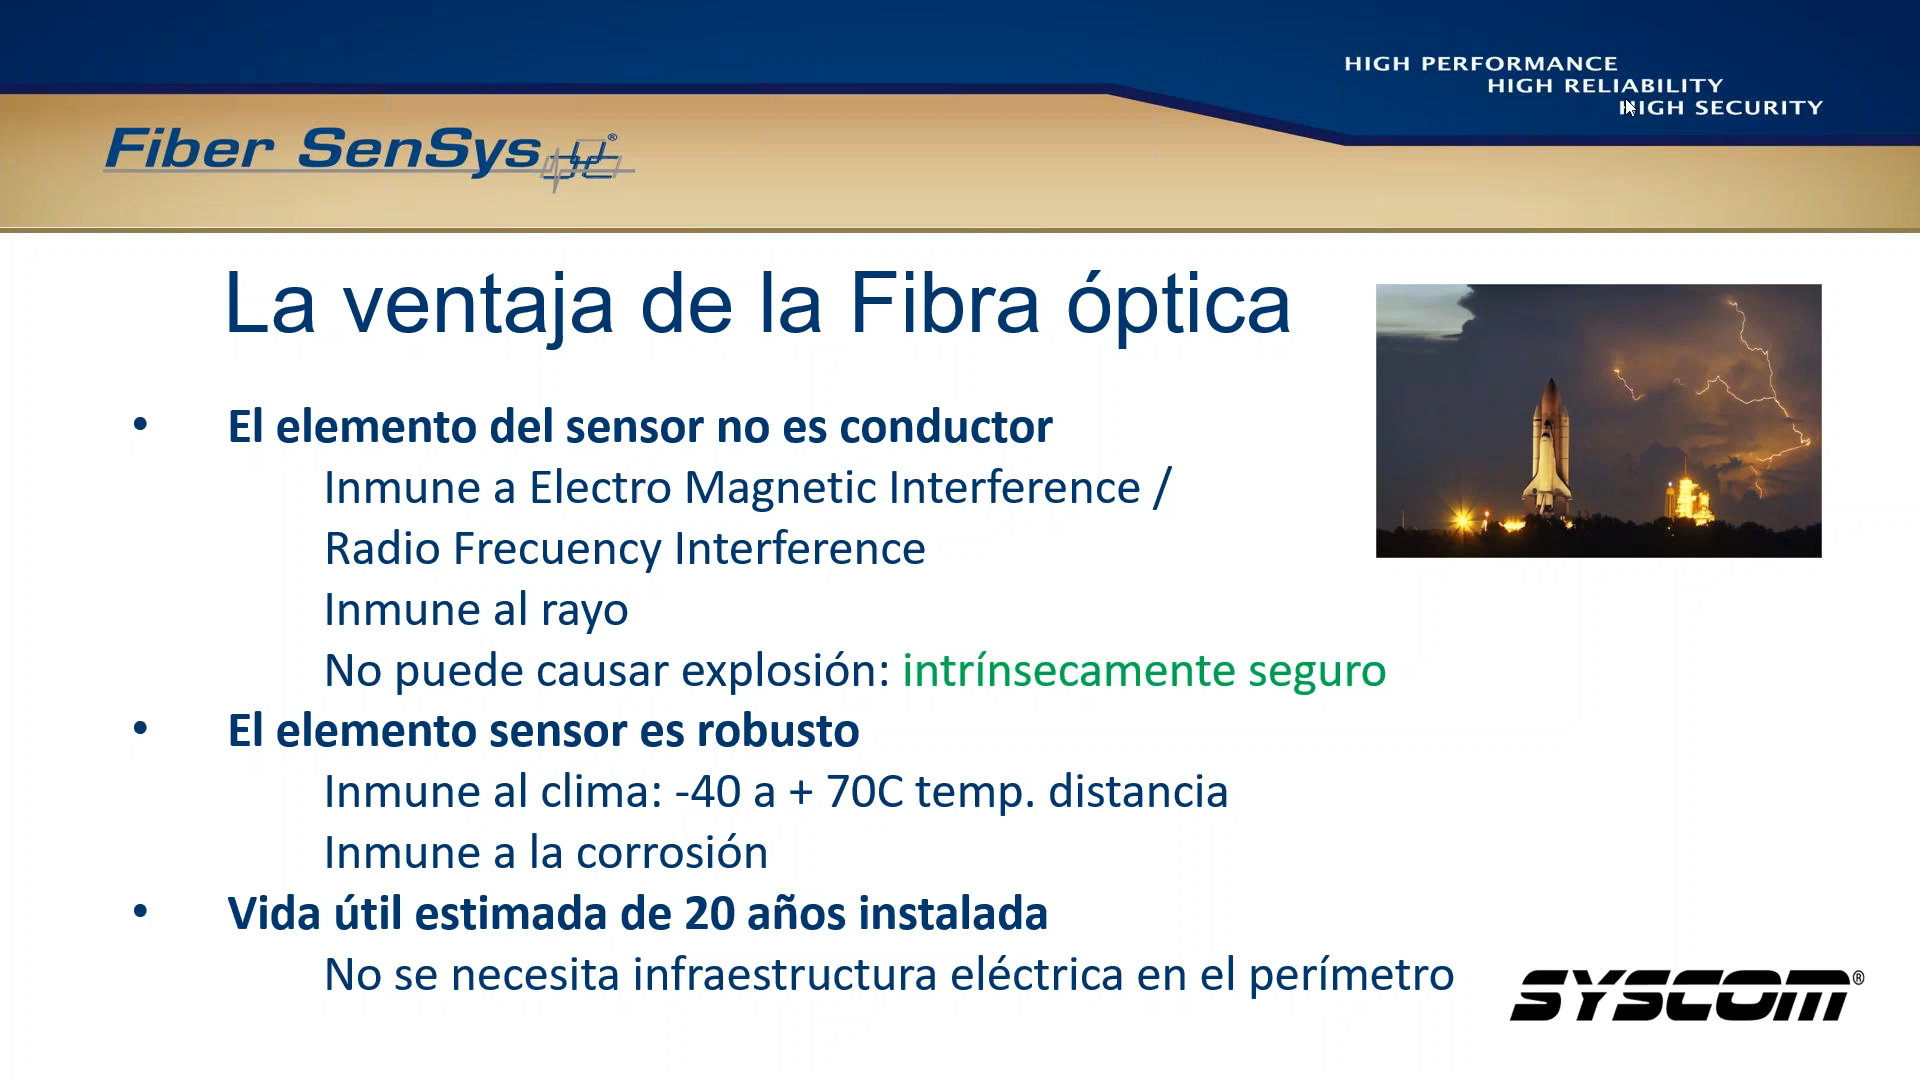 HIGH PERFORMANCE
HIGH RELIABILITY
HIGH SECURITY
Fiber SenSys®
La ventaja de la Fibra óptica
• El elemento del sensor no es conductor
Inmune a Electro Magnetic Interference /
Radio Frecuency Interference
Inmune al rayo
No puede causar explosión: intrínsecamente seguro
• El elemento sensor es robusto
Inmune al clima: -40 a + 70C temp. distancia
Inmune a la corrosión
• Vida útil estimada de 20 años instalada
No se necesita infraestructura eléctrica en el perímetro
SYSCOM®